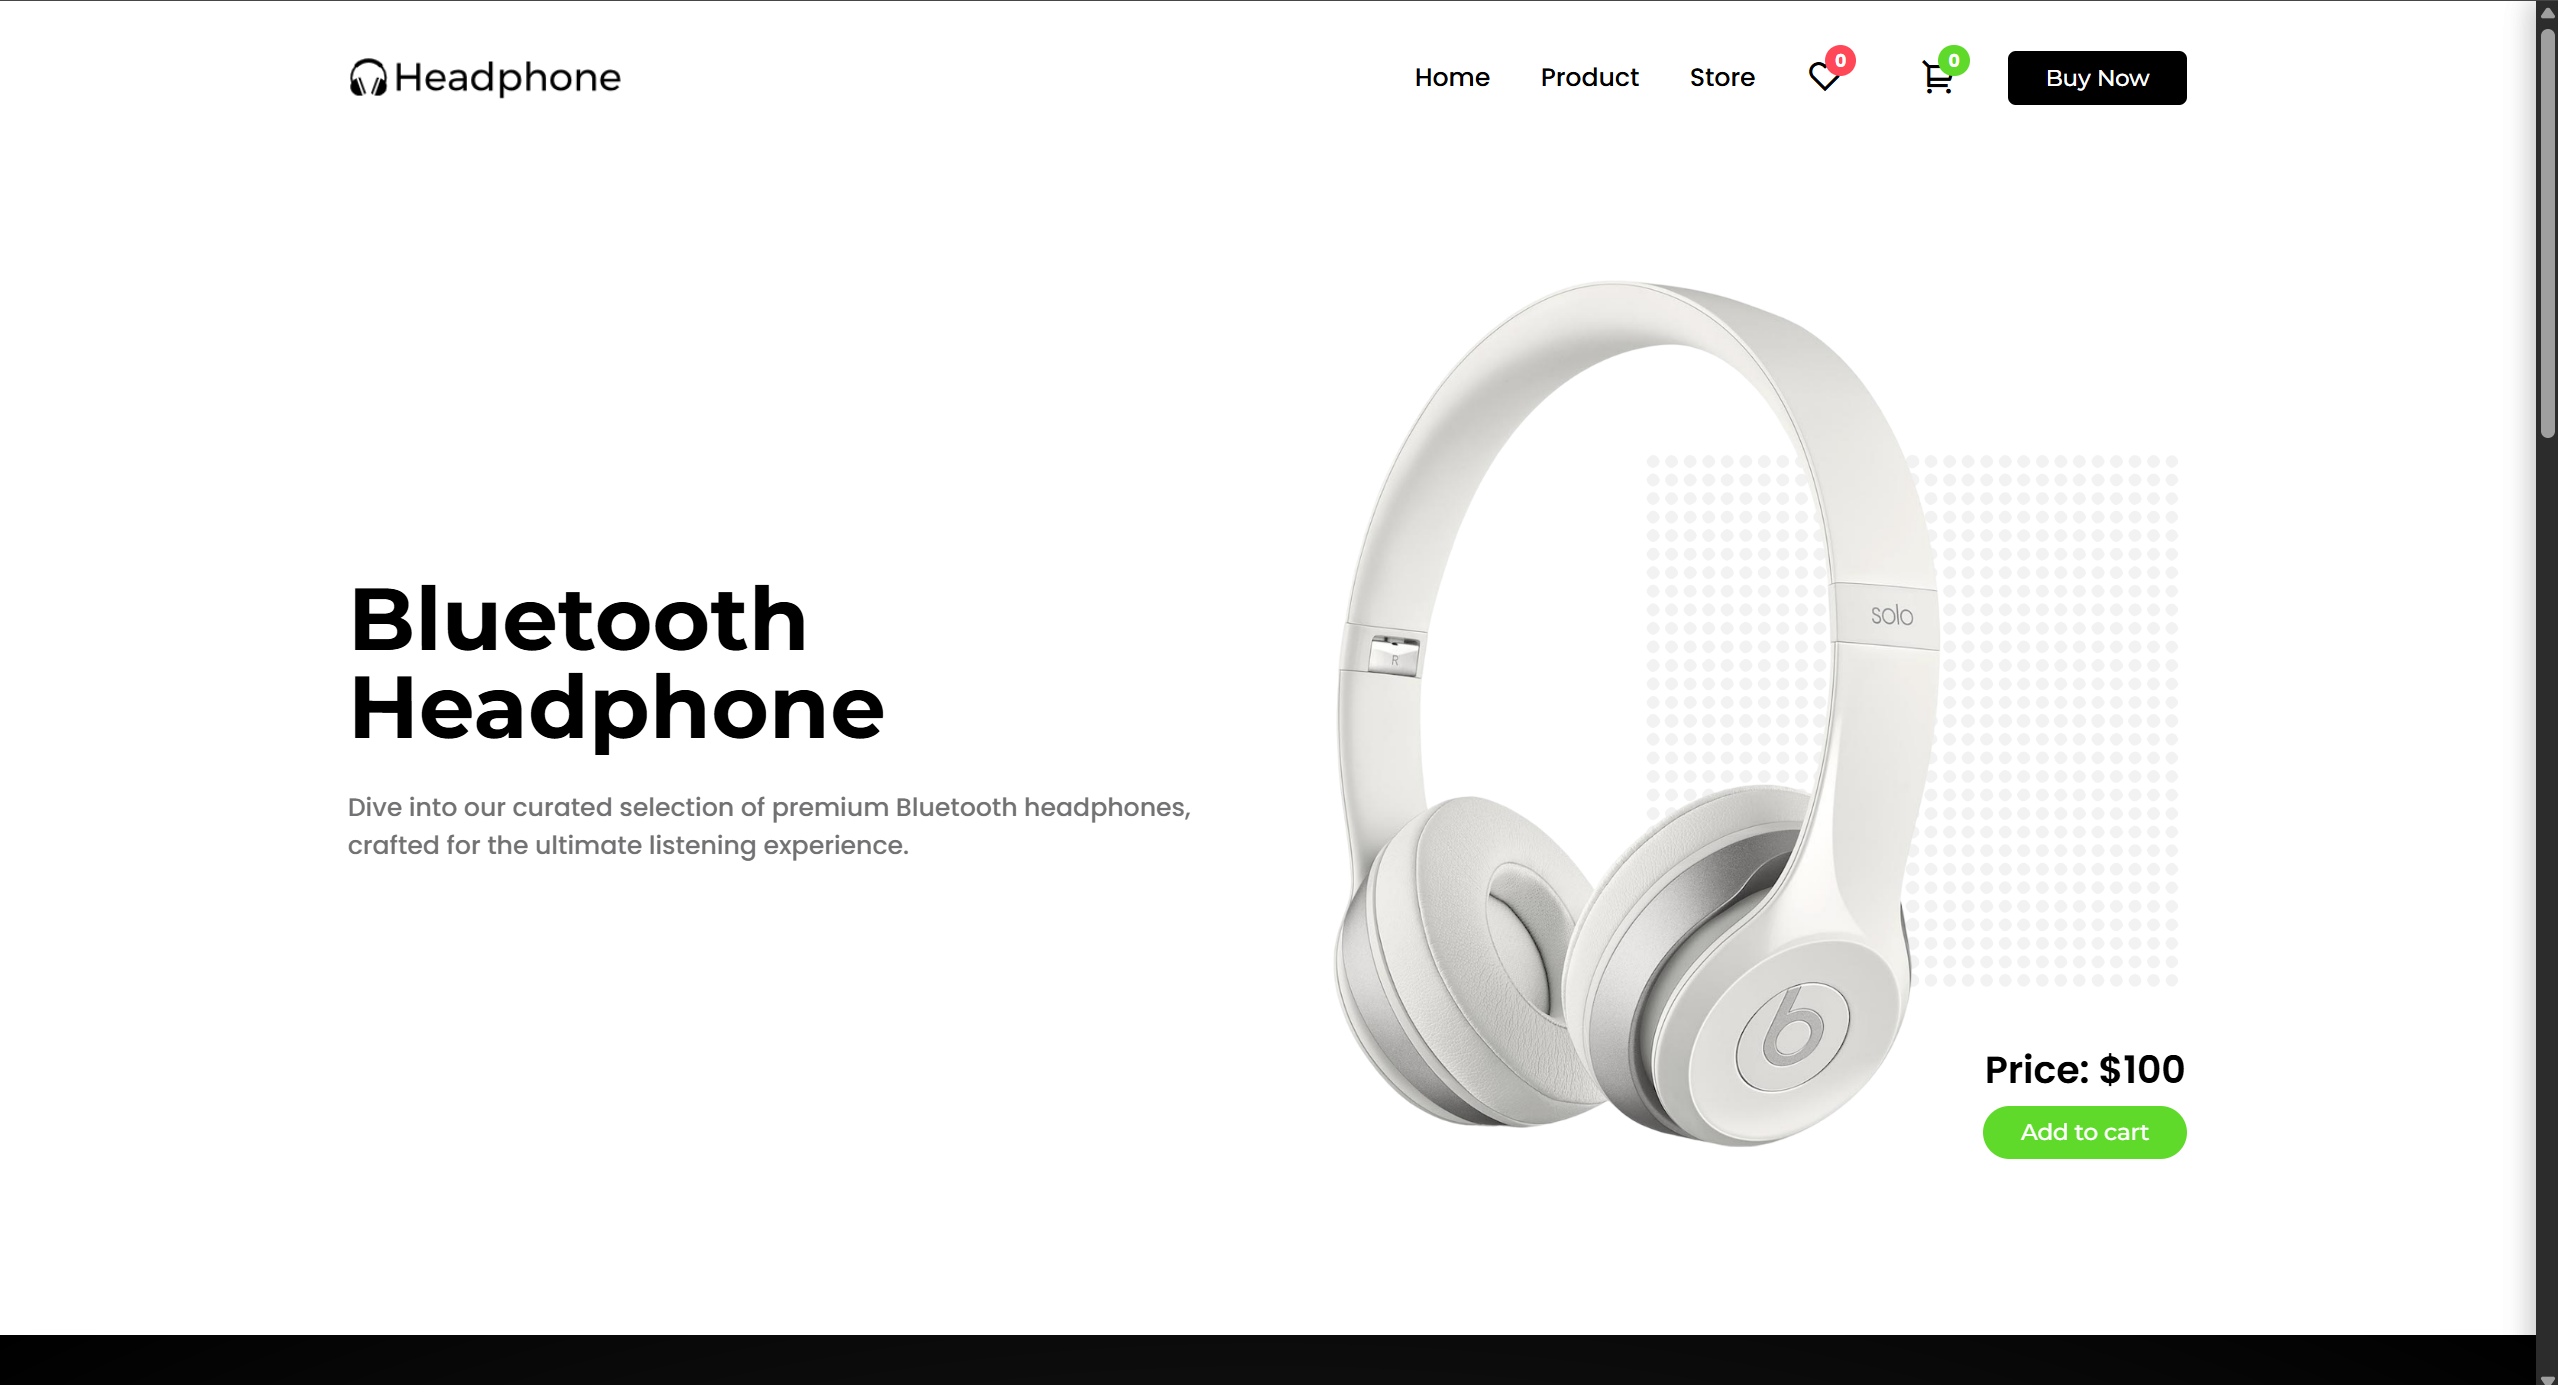 Headphone
Home Product Store 0 0 Buy Now
Bluetooth
Headphone
Dive into our curated selection of premium Bluetooth headphones,
crafted for the ultimate listening experience.
solo
R
b
Price: $100
Add to cart